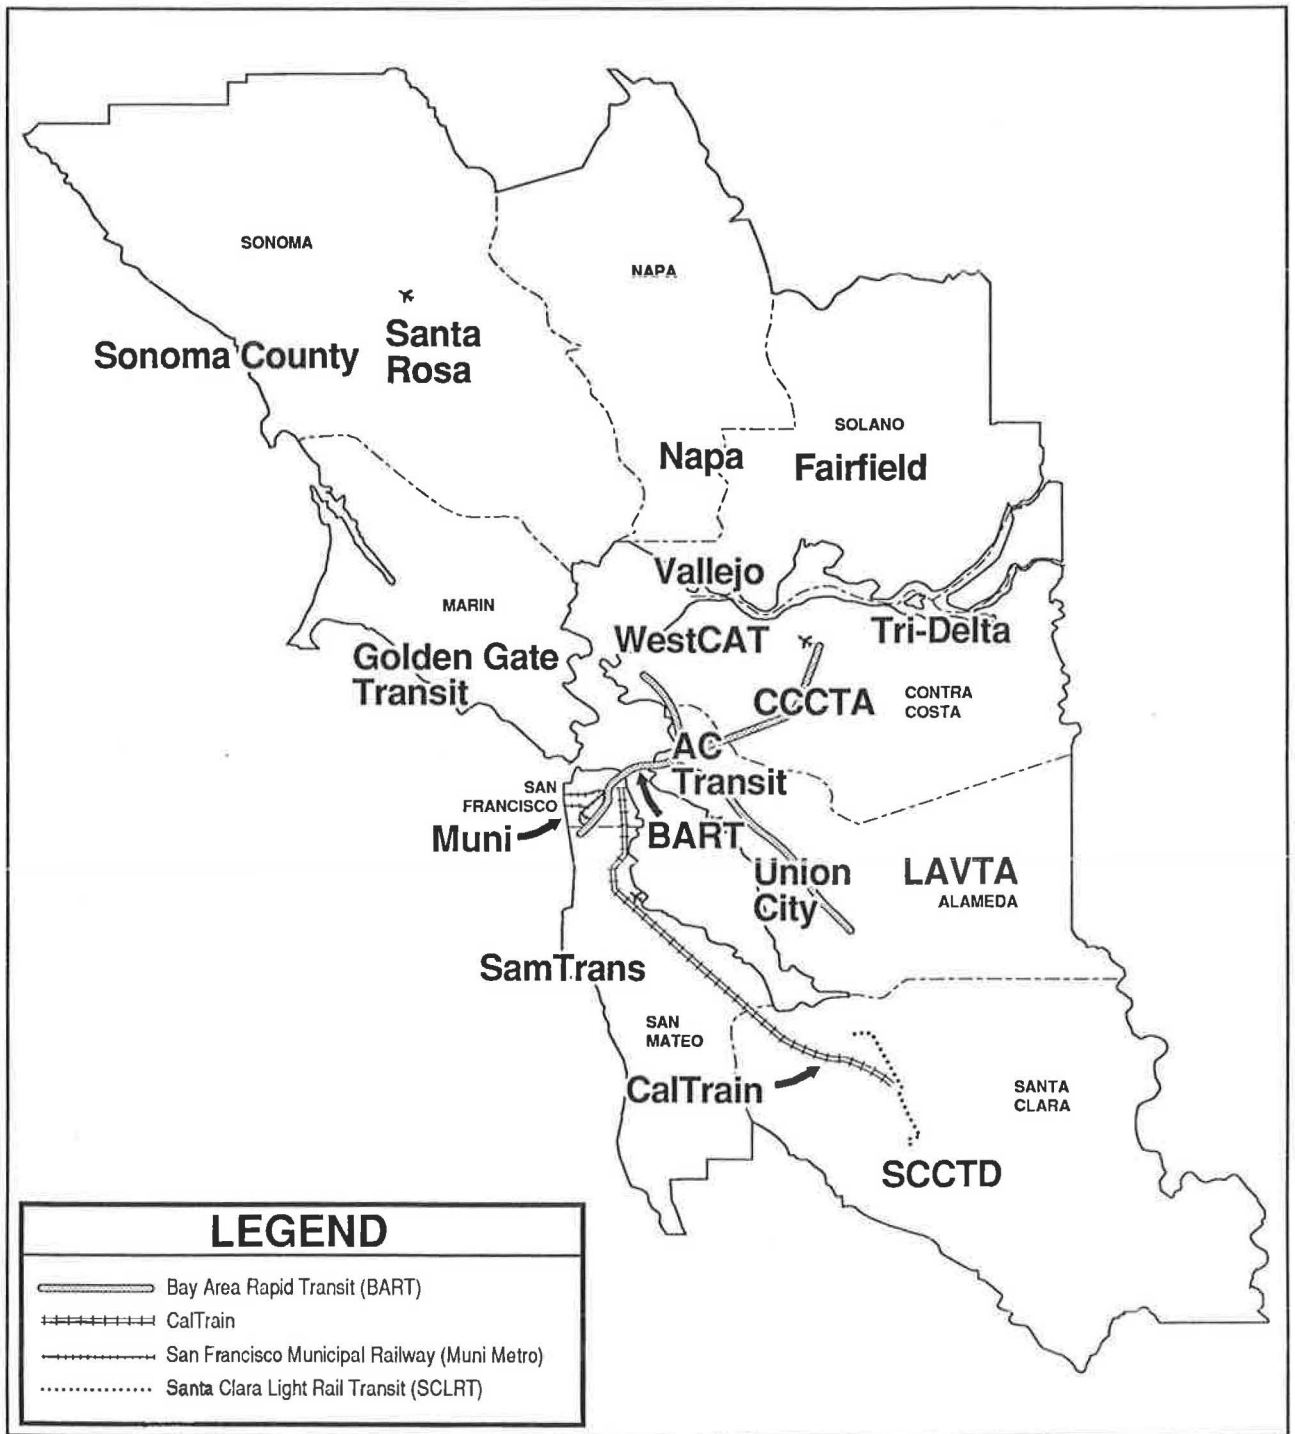 SONOMA
NAPA
Santa
Rosa
Sonoma County
SOLANO
Napa
Fairfield
Vallejo
MARIN
WestCAT
Tri-Delta
Golden Gate
Transit
CCCTA
CONTRA
COSTA
AC
Transit
SAN
FRANCISCO
Muni
BART
Union
City
LAVTA
ALAMEDA
SamTrans
SAN
MATEO
CalTrain
SANTA
CLARA
SCCTD
LEGEND
Bay Area Rapid Transit (BART)
CalTrain
San Francisco Municipal Railway (Muni Metro)
Santa Clara Light Rail Transit (SCLRT)